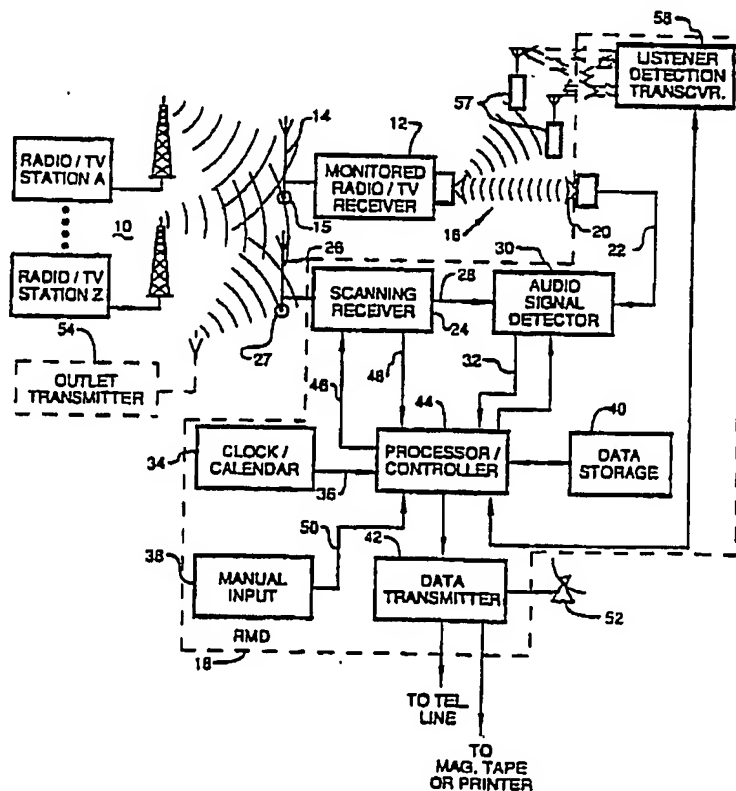 58
LISTENER
DETECTION
TRANSCVR.
57
14
12
RADIO / TV
STATION A
MONITORED
RADIO / TV
RECEIVER
10
15
16
20
22
26
30
RADIO / TV
STATION Z
SCANNING
RECEIVER
28
24
AUDIO
SIGNAL
DETECTOR
54
27
OUTLET
TRANSMITTER
46
48
32
44
40
34
CLOCK /
CALENDAR
36
PROCESSOR /
CONTROLLER
DATA
STORAGE
50
42
38
MANUAL
INPUT
DATA
TRANSMITTER
52
RMD
18
TO TEL.
LINE
TO
MAG. TAPE
OR PRINTER